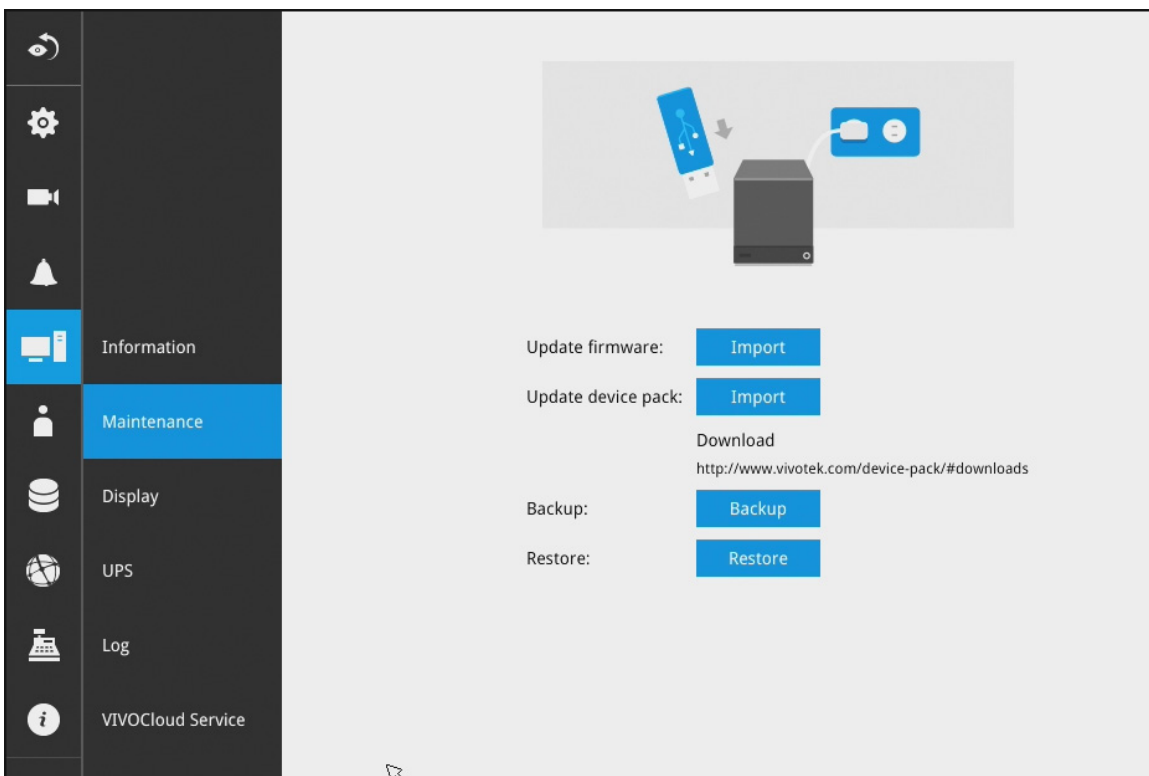 Information
Maintenance
Display
UPS
Log
VIVOCloud Service
Update firmware: Import
Update device pack: Import
Download
http://www.vivotek.com/device-pack/#downloads
Backup: Backup
Restore: Restore